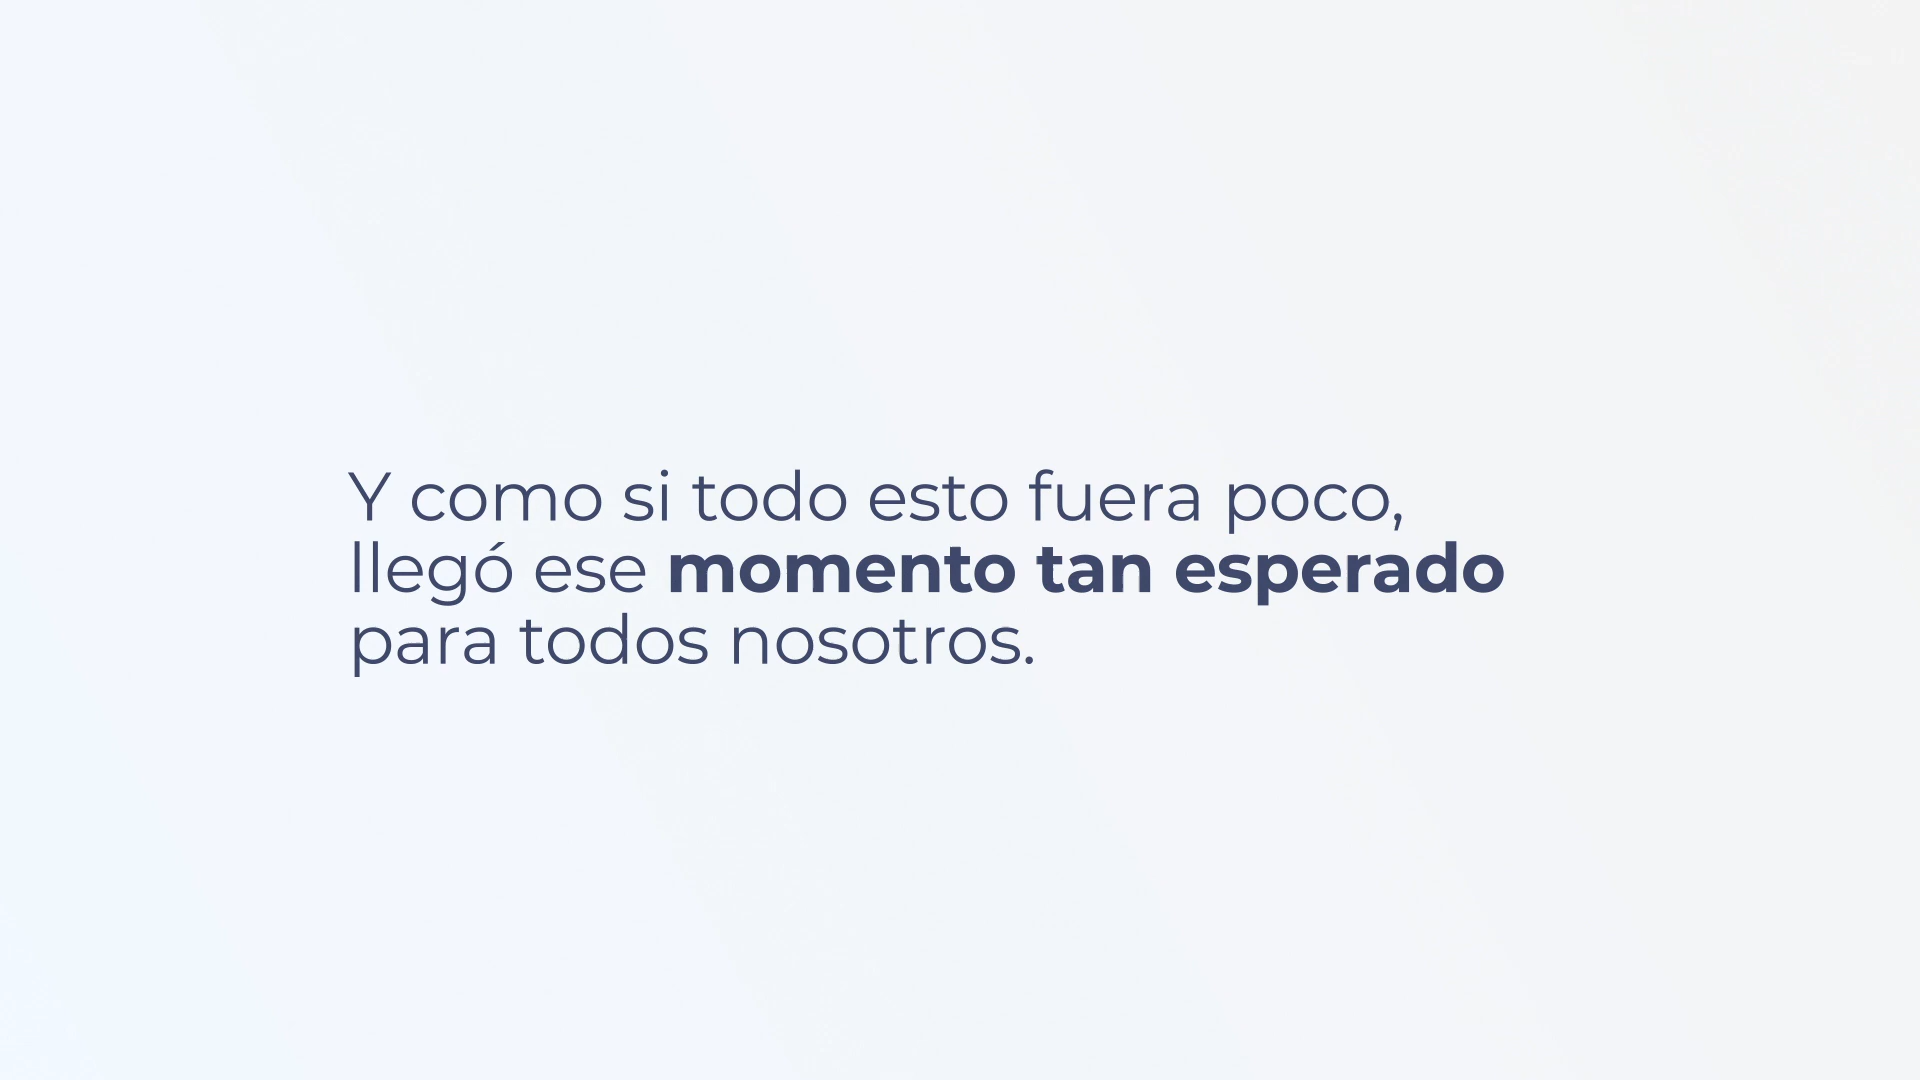 Y como si todo esto fuera poco,
llegó ese momento tan esperado
para todos nosotros.